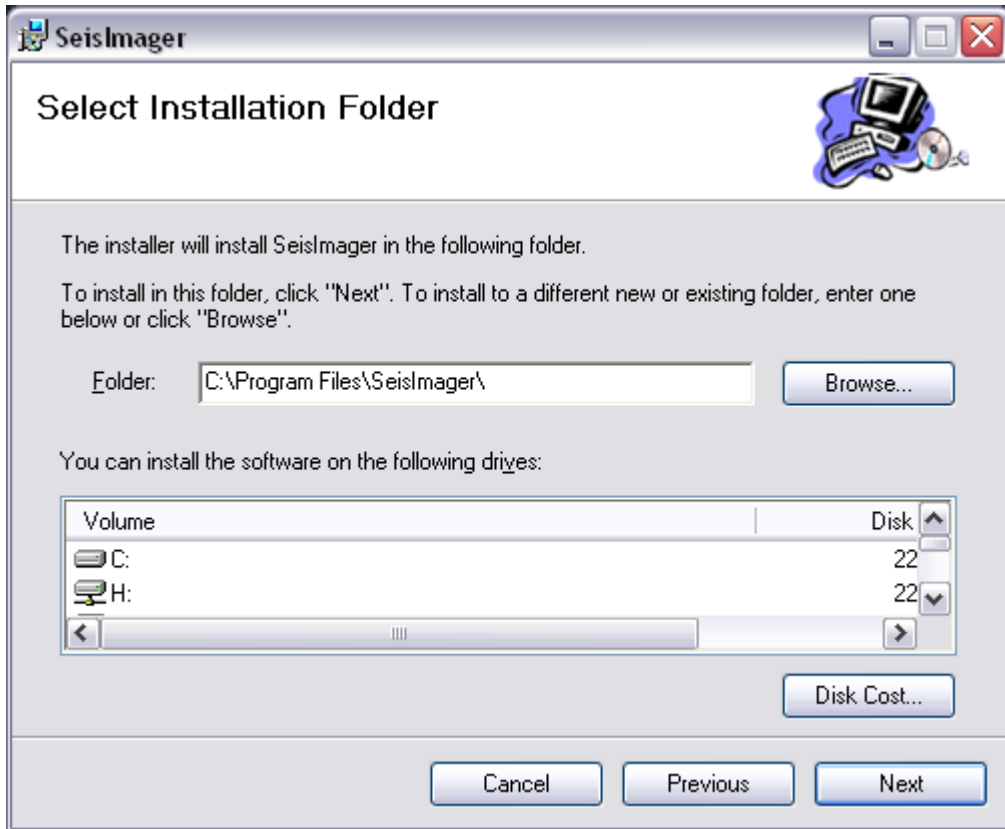 SeisImager
Select Installation Folder
The installer will install SeisImager in the following folder.
To install in this folder, click "Next". To install to a different new or existing folder, enter one
below or click "Browse".
Folder: C:\Program Files\SeisImager\ Browse...
You can install the software on the following drives:
Volume Disk
C: 22
H: 22
Disk Cost...
Cancel Previous Next